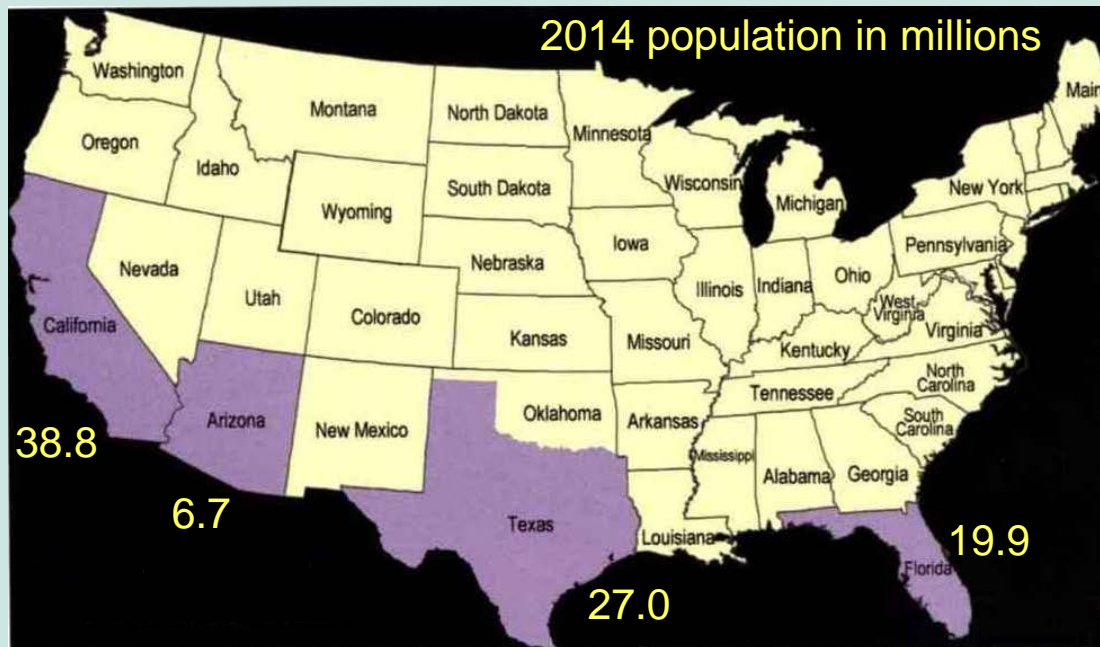 2014 population in millions
Washington
Montana
North Dakota
Minnesota
Main
Oregon
Idaho
South Dakota
Wisconsin
Michigan
New York
Wyoming
Iowa
Pennsylvania
Nebraska
Nevada
Utah
Colorado
Illinois
Indiana
Ohio
West
Virginia
Virginia
California
Kansas
Missouri
Kentucky
North
Carolina
Tennessee
Arizona
New Mexico
Oklahoma
Arkansas
South
Carolina
Mississippi
Alabama
Georgia
38.8
6.7
Texas
Louisiana
19.9
Florida
27.0